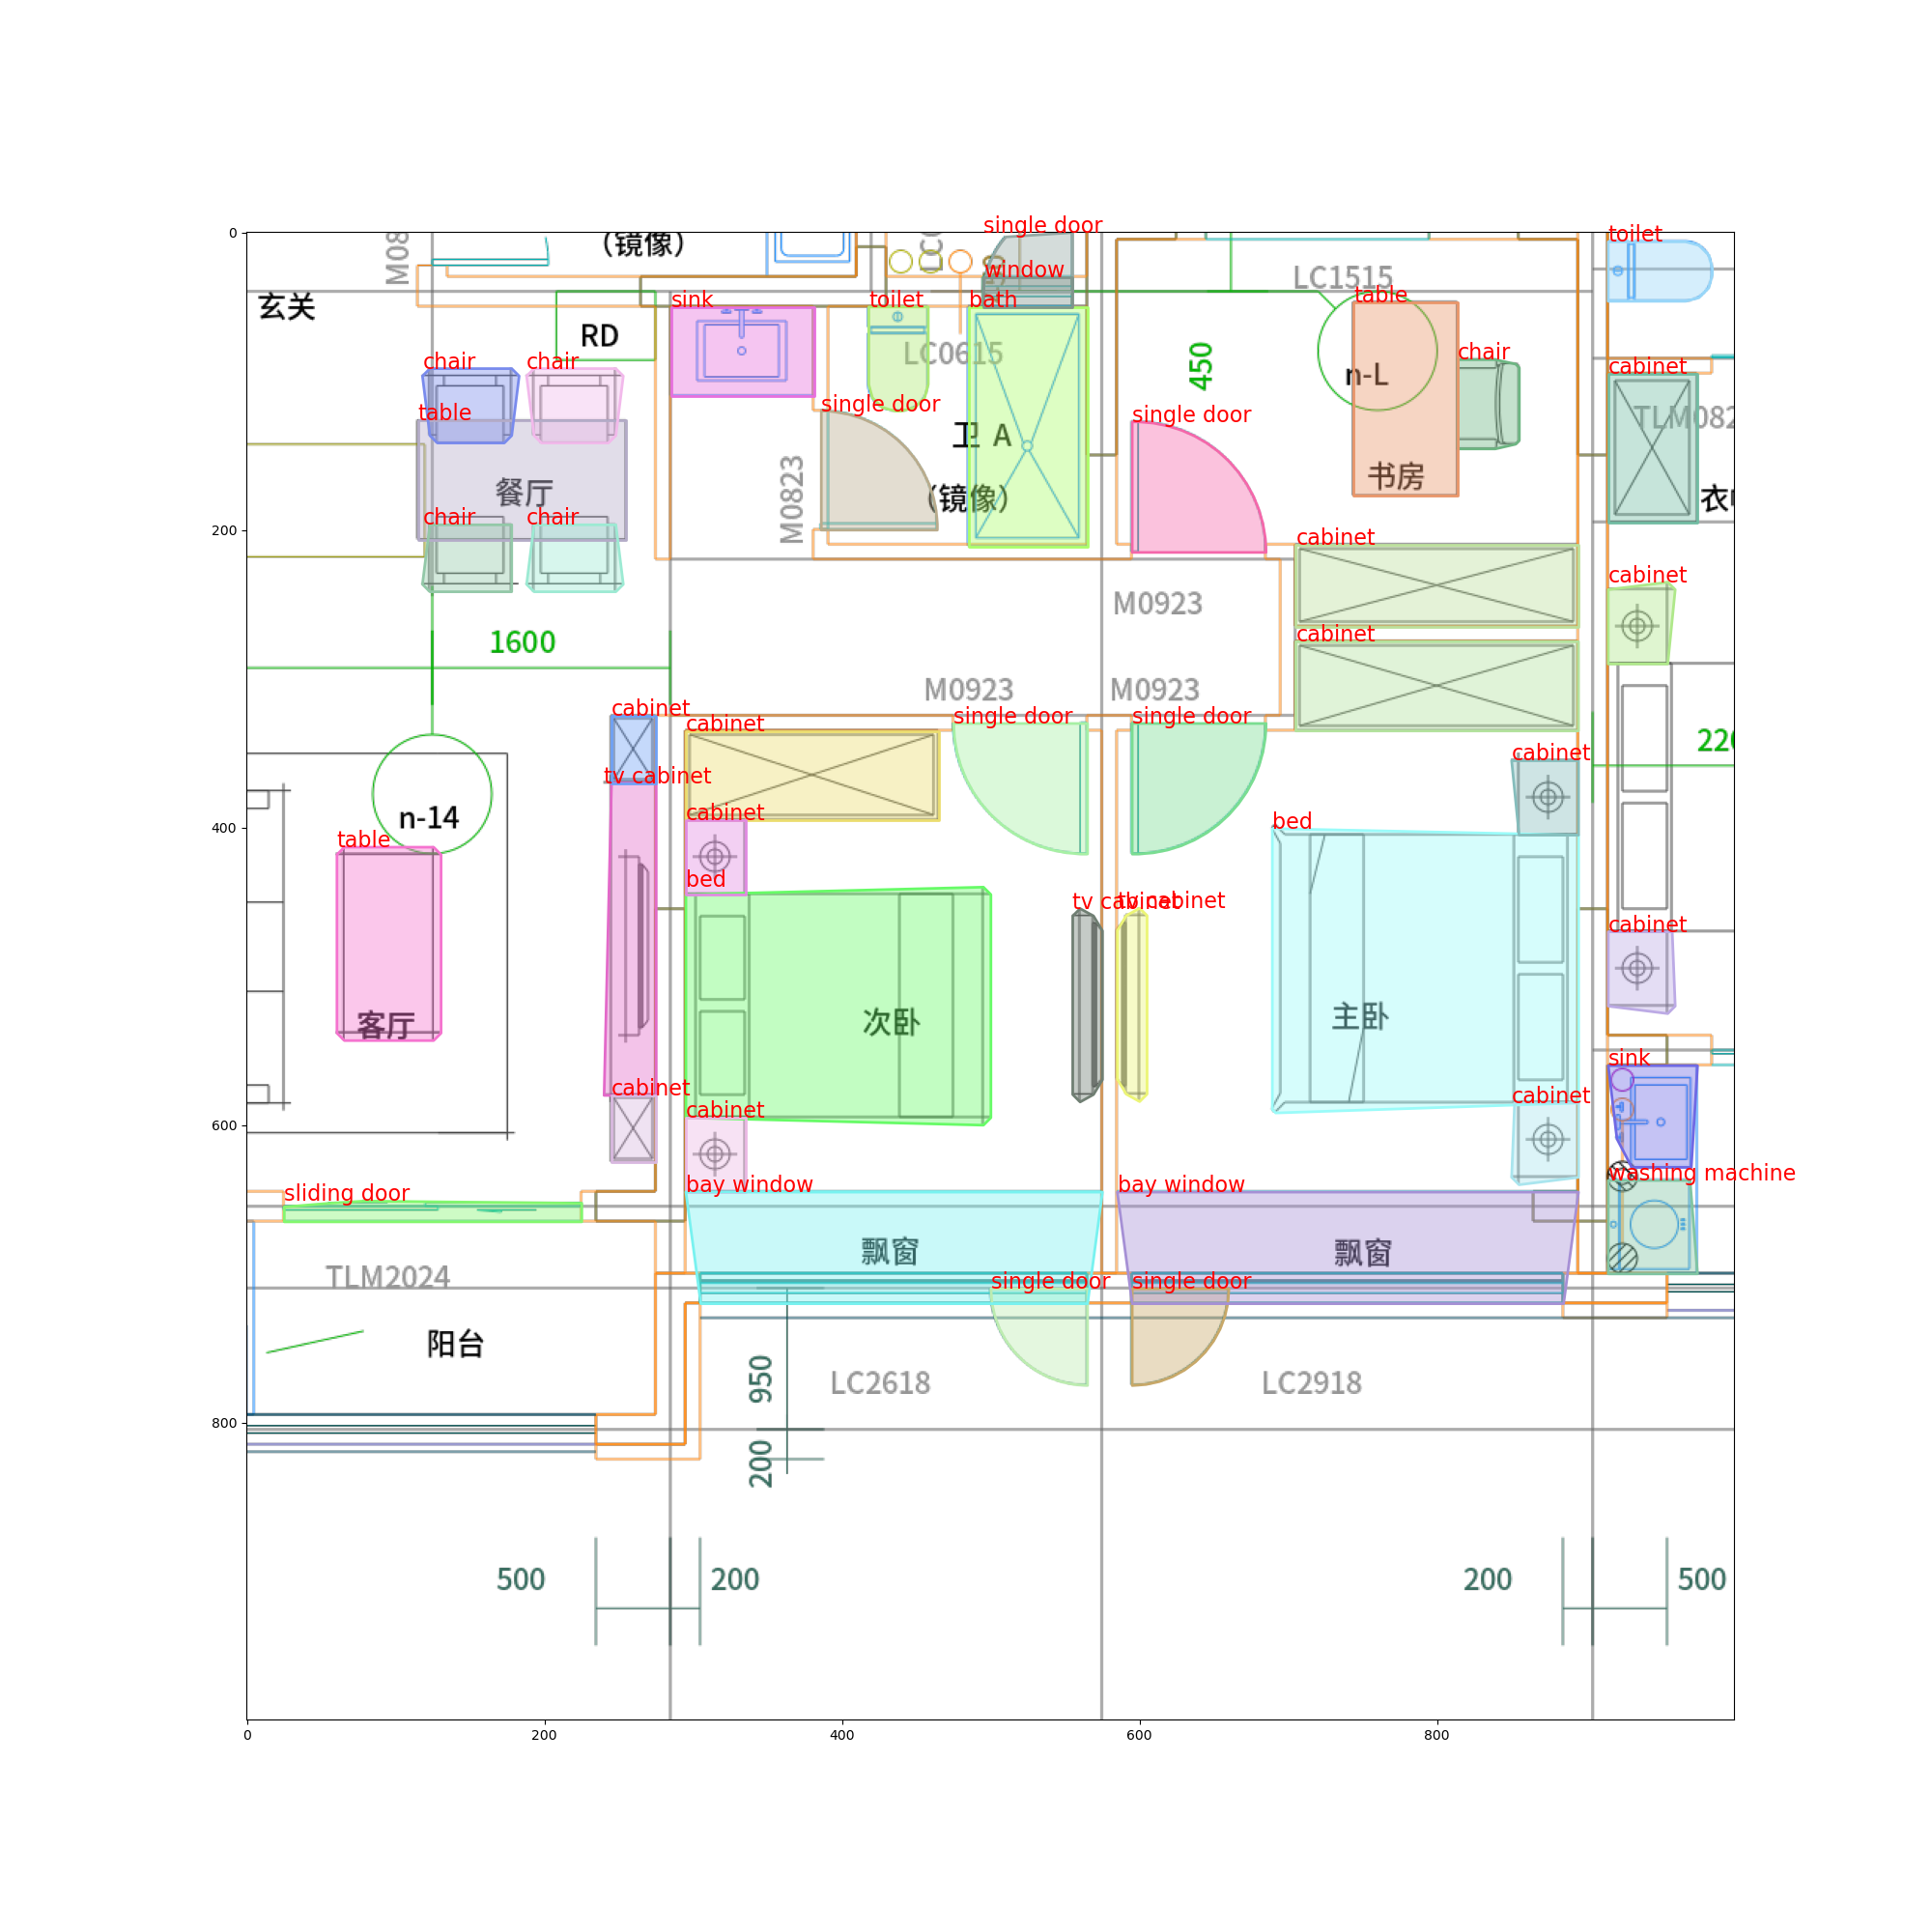 0
single door
toilet
(镜像)
M08
window
LC1515
玄关
sink
toilet
bath
table
RD
LC0615
450
chair
n-L
chair
chair
cabinet
table
single door
single door
TLM082
卫 A
书房
餐厅
M0823
(镜像)
chair
chair
200
cabinet
cabinet
M0923
1600
cabinet
M0923
M0923
cabinet
cabinet
single door
single door
220
cabinet
tv cabinet
n-14
cabinet
bed
400
table
bed
tv cabinet
tv cabinet
cabinet
客厅
次卧
主卧
sink
cabinet
cabinet
cabinet
600
washing machine
sliding door
bay window
bay window
飘窗
飘窗
TLM2024
single door
single door
阳台
950
LC2618
LC2918
800
200
500
200
200
500
0
200
400
600
800